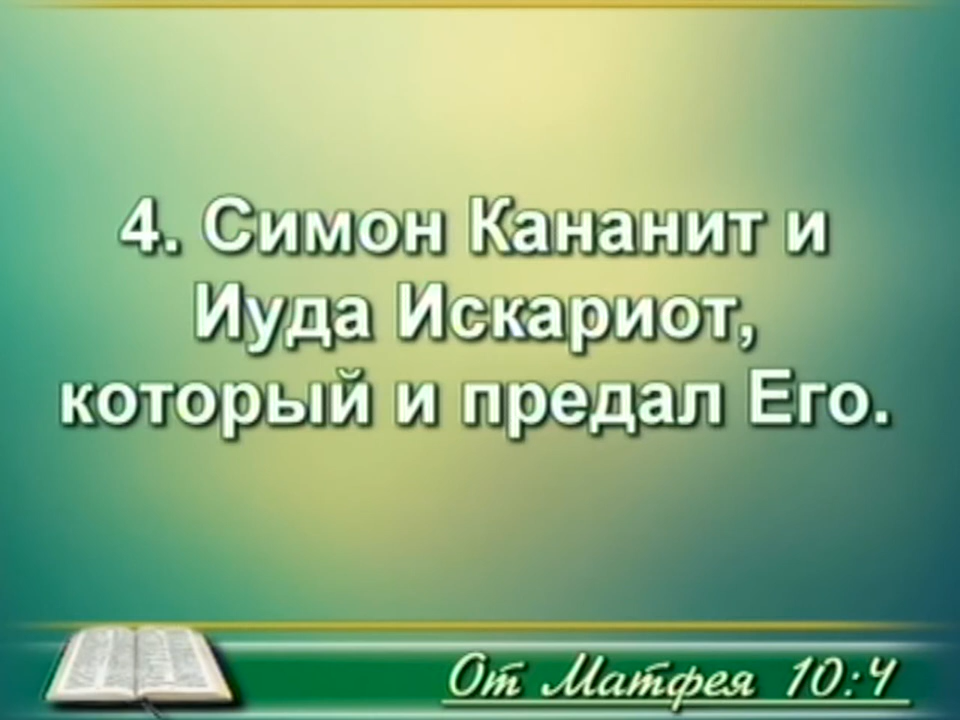 4. Симон Кананит и
Иуда Искариот,
который и предал Его.
От Матфея 10:4